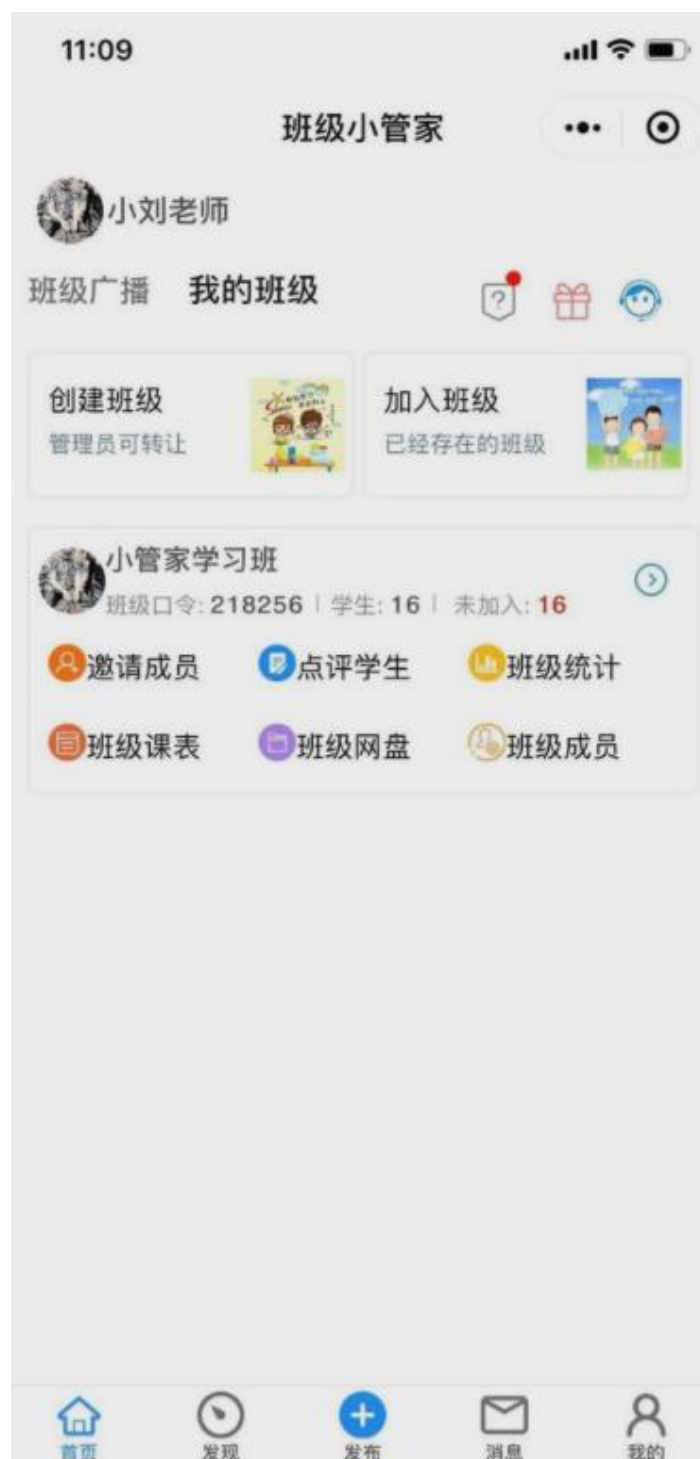 11:09
班级小管家
小刘老师
班级广播 我的班级
创建班级
管理员可转让
加入班级
已经存在的班级
小管家学习班
班级口令: 218256 | 学生: 16 | 未加入: 16
邀请成员 点评学生 班级统计
班级课表 班级网盘 班级成员
首页 发现 发布 消息 我的